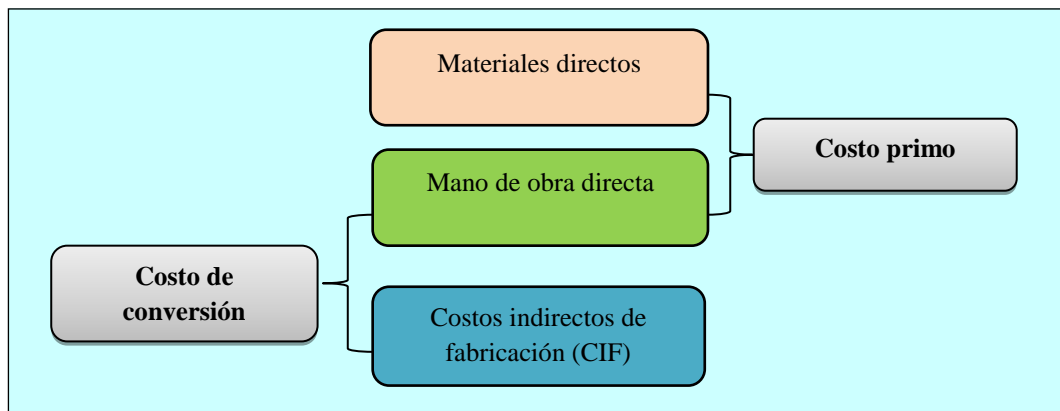 Materiales directos
Costo primo
Mano de obra directa
Costo de
conversión
Costos indirectos de
fabricación (CIF)